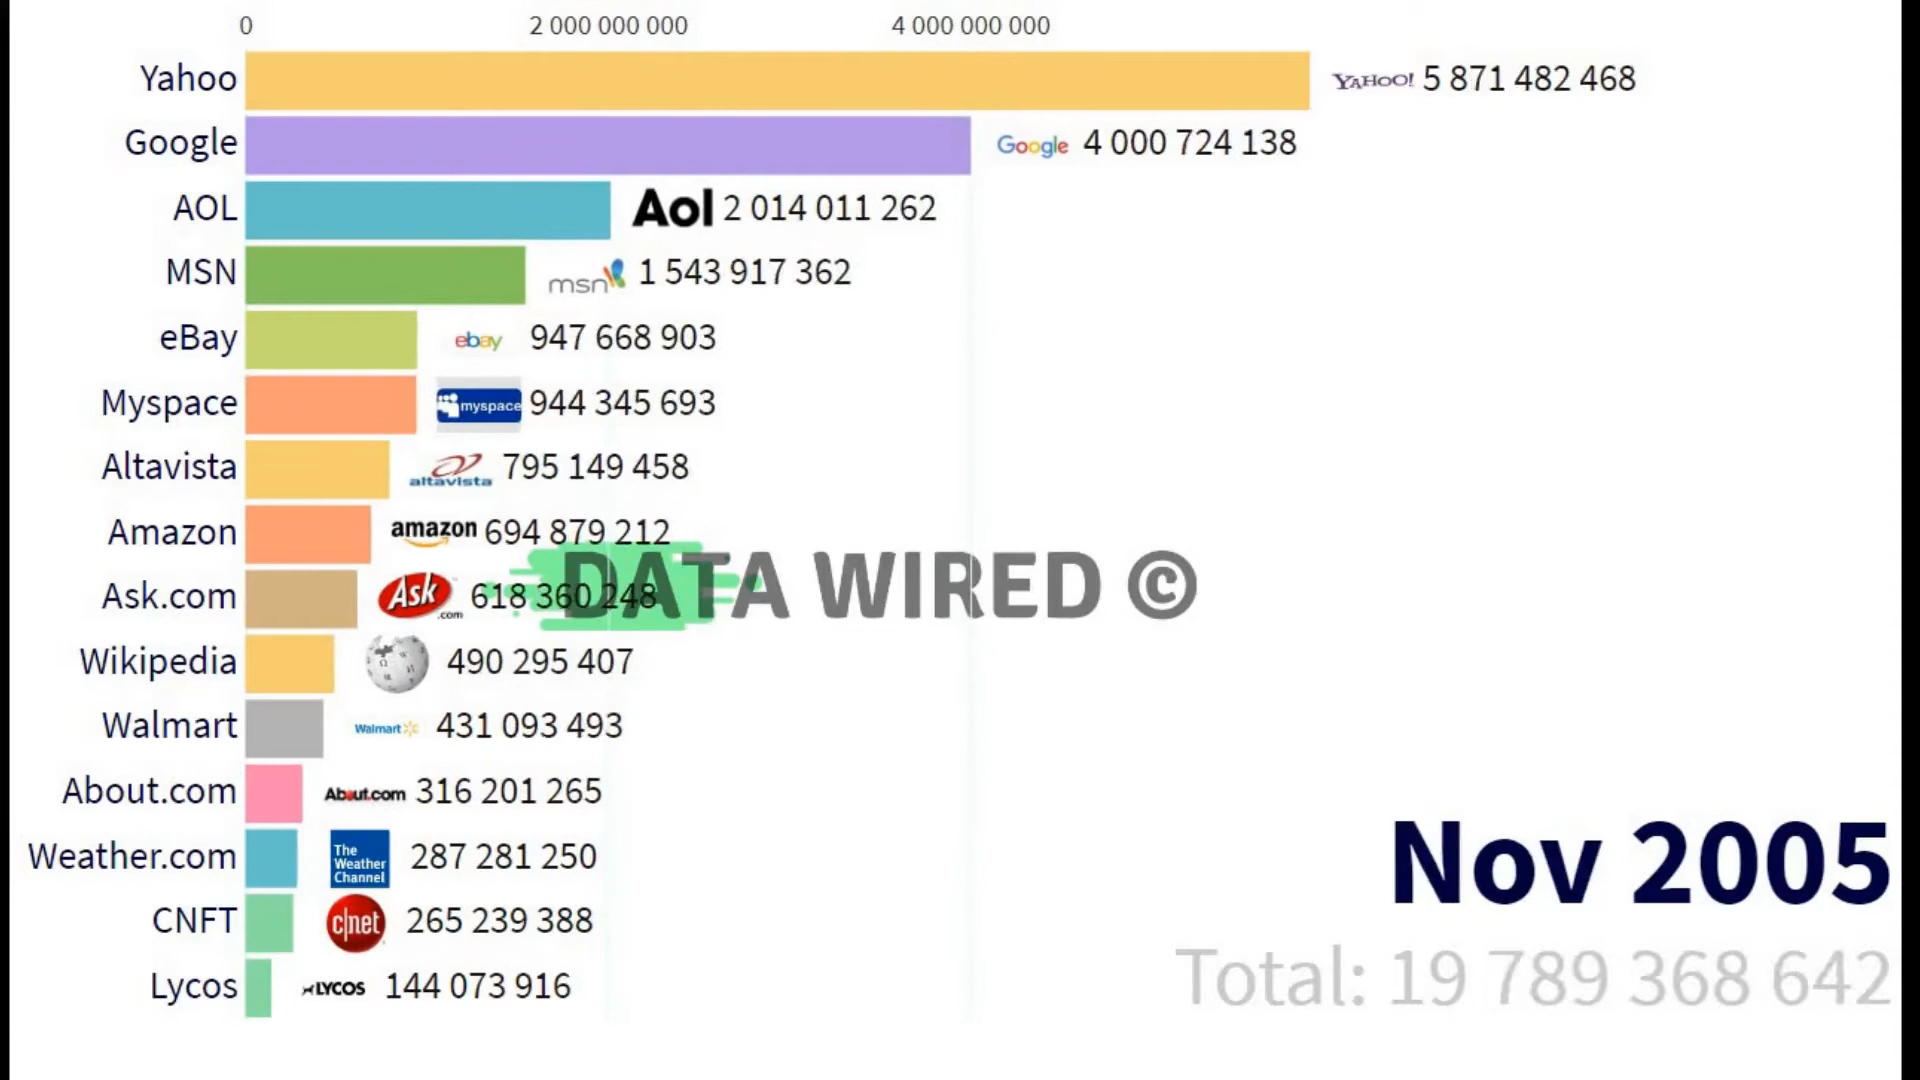 0 2 000 000 000 4 000 000 000
Yahoo YAHOO! 5 871 482 468
Google Google 4 000 724 138
AOL Aol 2 014 011 262
MSN msn 1 543 917 362
eBay ebay 947 668 903
Myspace myspace 944 345 693
Altavista altavista 795 149 458
Amazon amazon 694 879 212
Ask.com Ask.com 618 360 248
DATA WIRED ©
Wikipedia 490 295 407
Walmart Walmart 431 093 493
About.com About.com 316 201 265
Weather.com The Weather Channel 287 281 250
CNFT c|net 265 239 388
Lycos LYCOS 144 073 916
Nov 2005
Total: 19 789 368 642